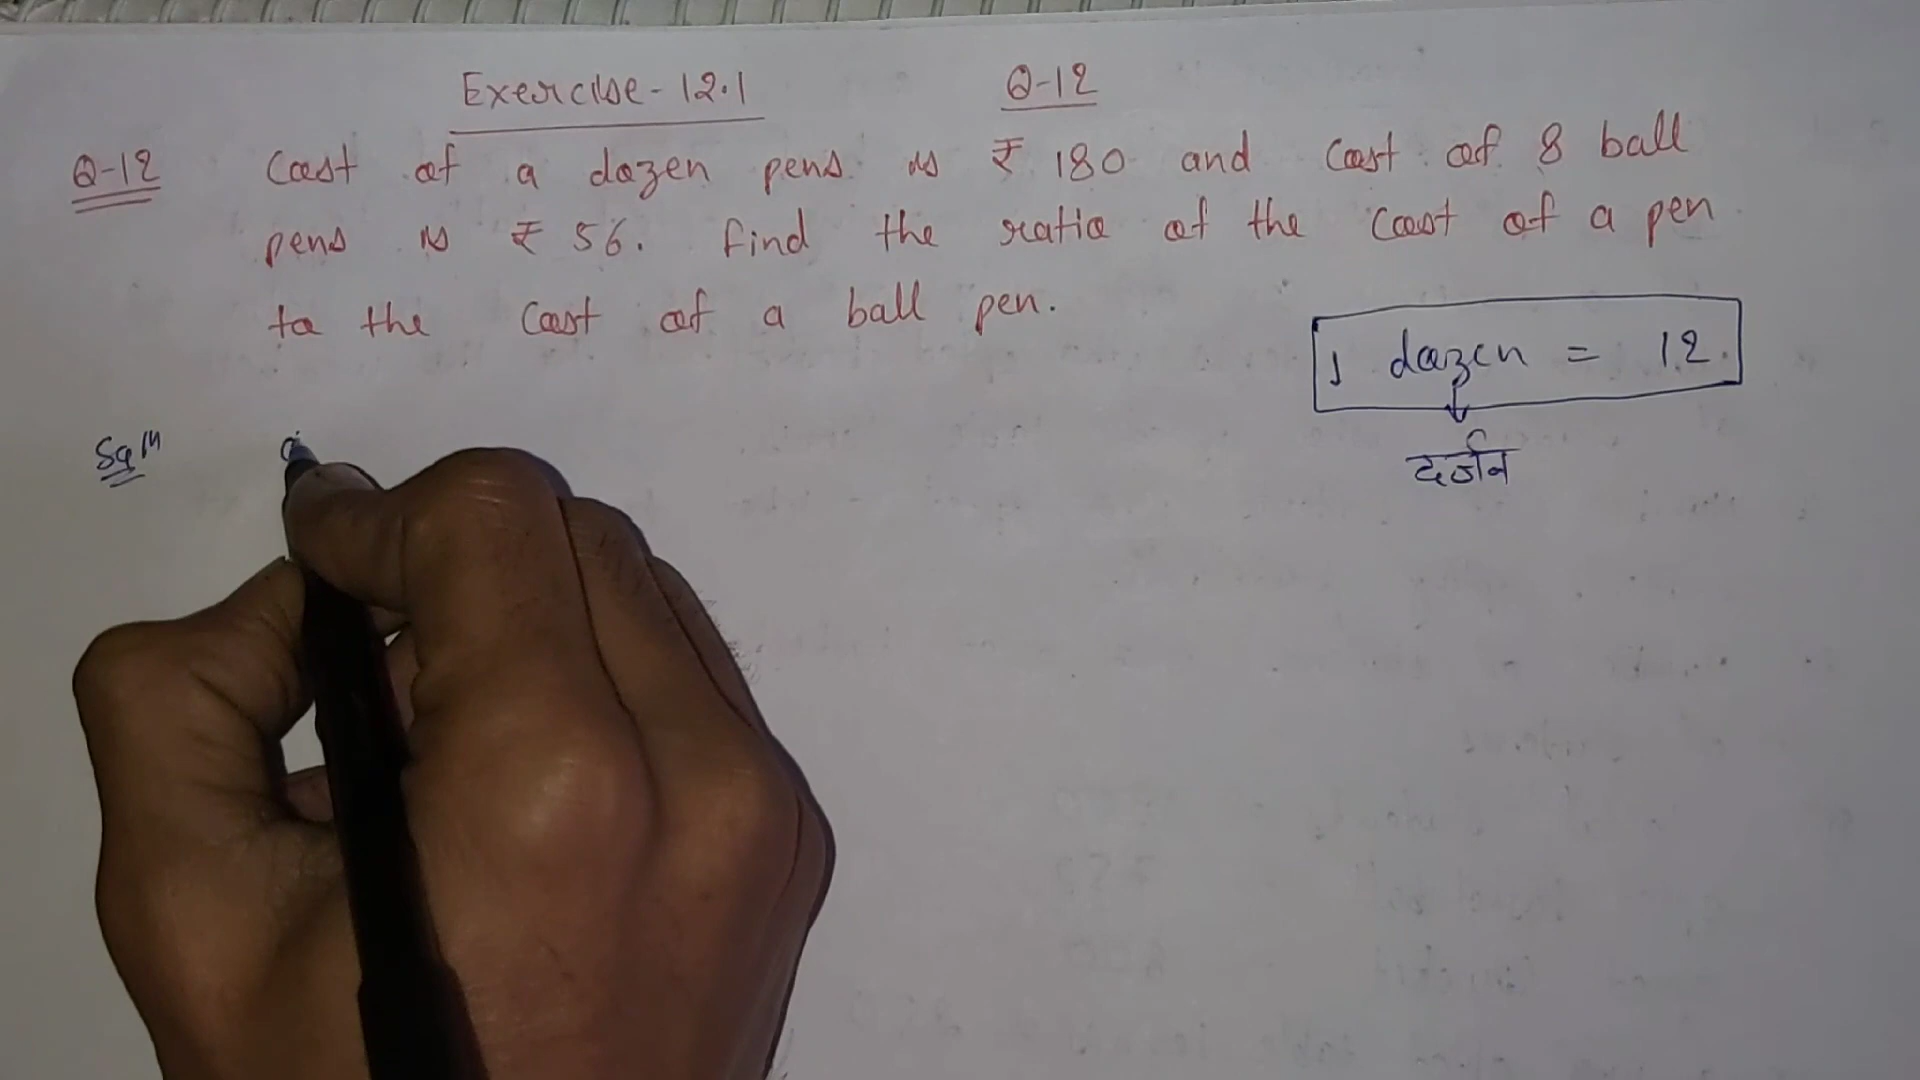 Exercise-12.1 Q-12
Q-12 Cost of a dozen pens is ₹ 180 and cost of 8 ball
pens is ₹ 56. Find the ratio of the cost of a pen
to the cost of a ball pen.
1 dozen = 12
दर्जन
Solⁿ